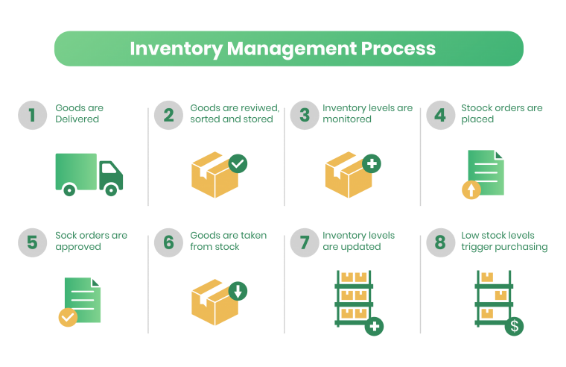 Inventory Management Process
1
Goods are
Delivered
2
Goods are reviwed,
sorted and stored
3
Inventory levels are
monitored
4
Stoock orders are
placed
5
Sock orders are
approved
6
Goods are taken
from stock
7
Inventory levels
are updated
8
Low stock levels
trigger purchasing
$